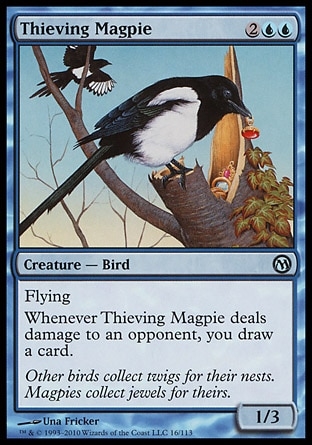 Thieving Magpie 2
Creature — Bird
Flying
Whenever Thieving Magpie deals
damage to an opponent, you draw
a card.
Other birds collect twigs for their nests.
Magpies collect jewels for theirs.
Una Fricker
™ & © 1993–2010 Wizards of the Coast LLC 16/113
1/3